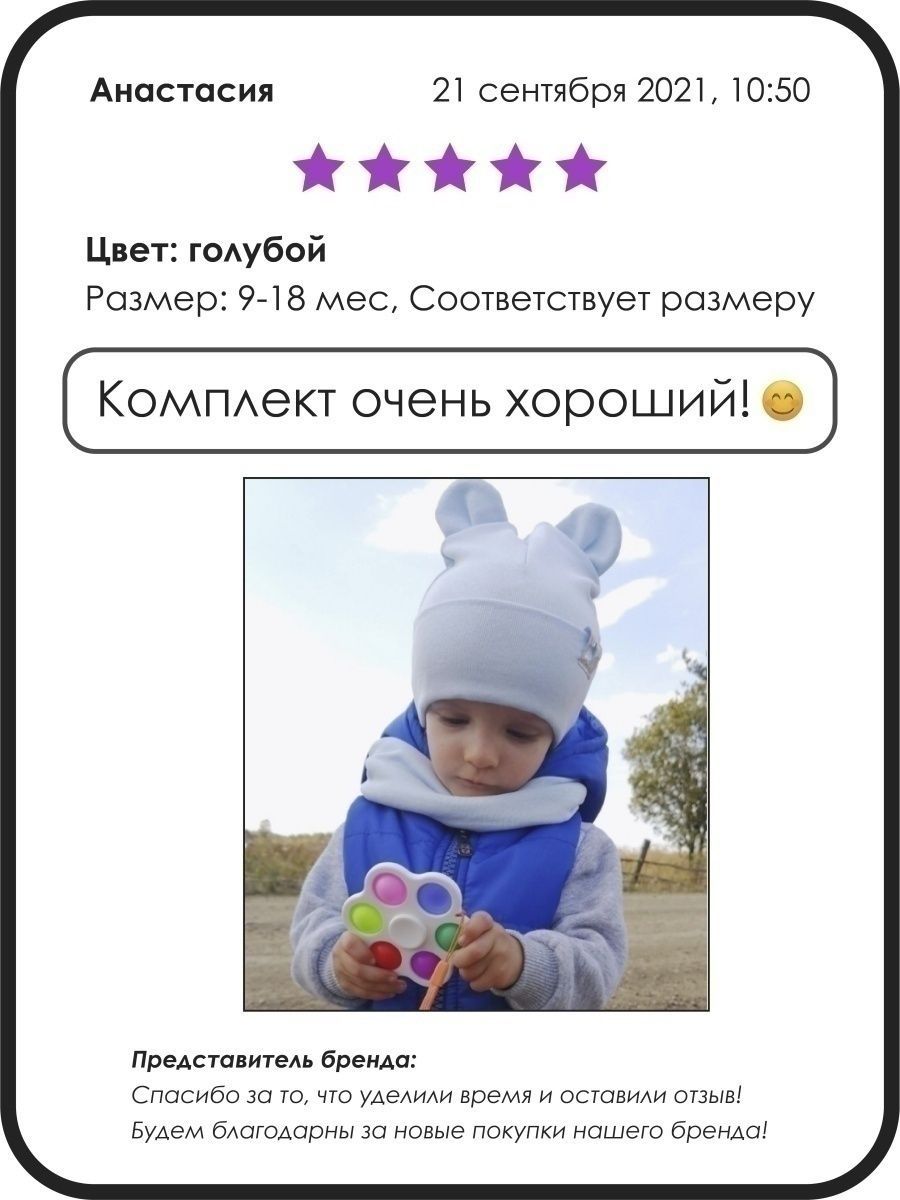 Анастасия 21 сентября 2021, 10:50
Цвет: голубой
Размер: 9-18 мес, Соответствует размеру
Комплект очень хороший!😊
Представитель бренда:
Спасибо за то, что уделили время и оставили отзыв!
Будем благодарны за новые покупки нашего бренда!